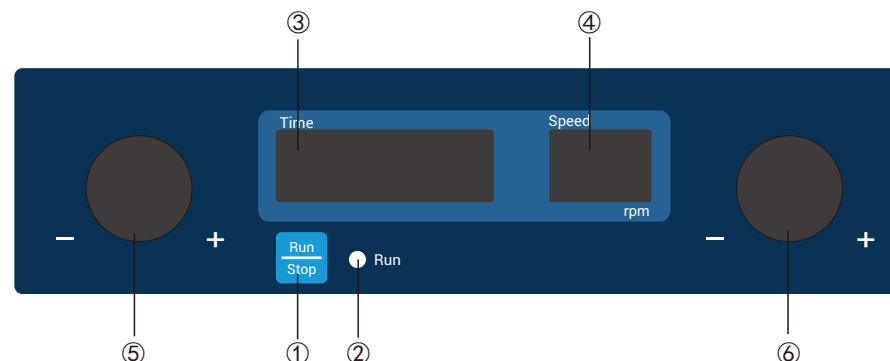 ③ ④
Time Speed
rpm
− + − +
Run
Stop
Run
⑤ ① ② ⑥